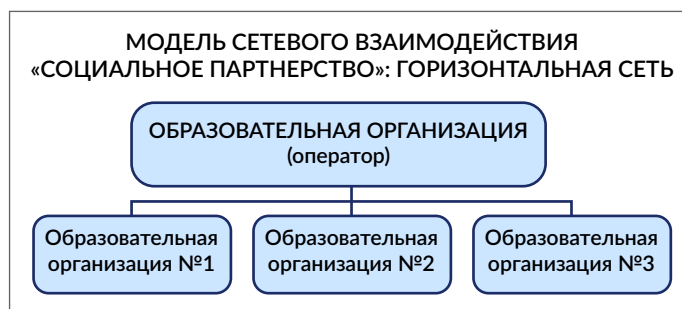 МОДЕЛЬ СЕТЕВОГО ВЗАИМОДЕЙСТВИЯ
«СОЦИАЛЬНОЕ ПАРТНЕРСТВО»: ГОРИЗОНТАЛЬНАЯ СЕТЬ
ОБРАЗОВАТЕЛЬНАЯ ОРГАНИЗАЦИЯ
(оператор)
Образовательная
организация №1
Образовательная
организация №2
Образовательная
организация №3